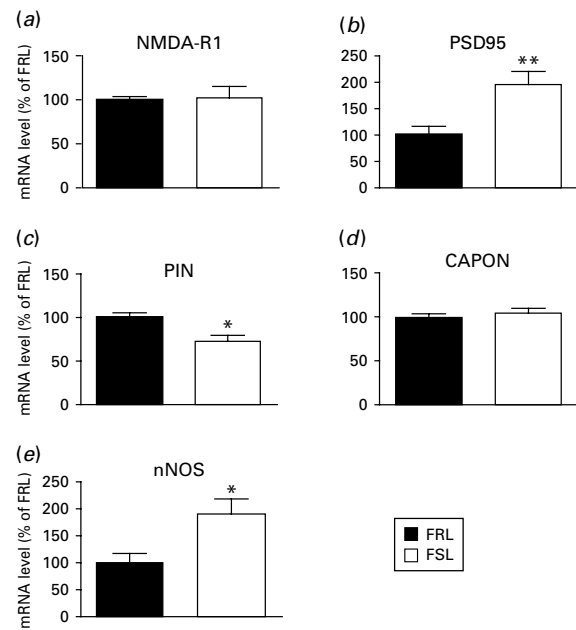 (a)
NMDA-R1
mRNA level (% of FRL)
150
100
50
0
(b)
PSD95
250
200
150
100
50
0
**
(c)
PIN
mRNA level (% of FRL)
150
100
50
0
*
(d)
CAPON
150
100
50
0
(e)
nNOS
mRNA level (% of FRL)
250
200
150
100
50
0
*
FRL
FSL